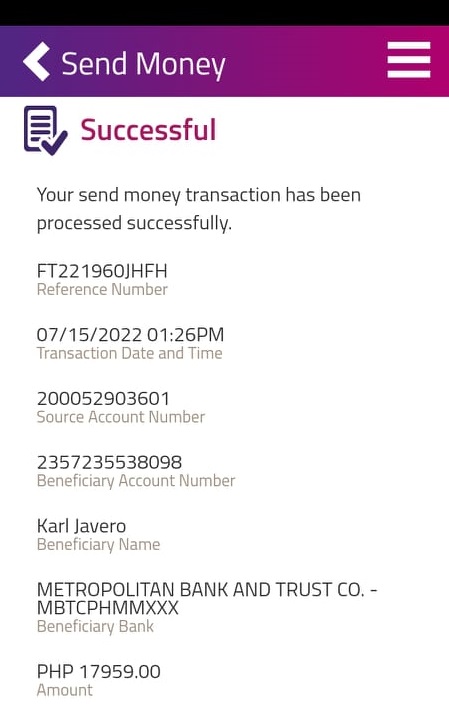 Send Money
Successful
Your send money transaction has been
processed successfully.
FT221960JHFH
Reference Number
07/15/2022 01:26PM
Transaction Date and Time
200052903601
Source Account Number
2357235538098
Beneficiary Account Number
Karl Javero
Beneficiary Name
METROPOLITAN BANK AND TRUST CO. -
MBTCPHMMXXX
Beneficiary Bank
PHP 17959.00
Amount